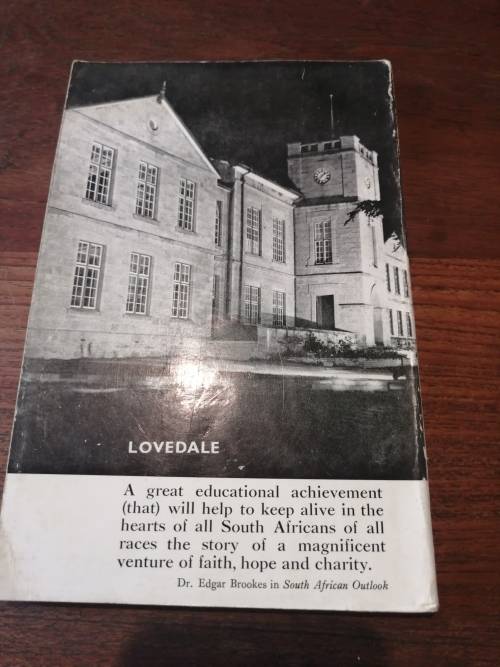 LOVEDALE
A great educational achievement
(that) will help to keep alive in the
hearts of all South Africans of all
races the story of a magnificent
venture of faith, hope and charity.
Dr. Edgar Brookes in South African Outlook